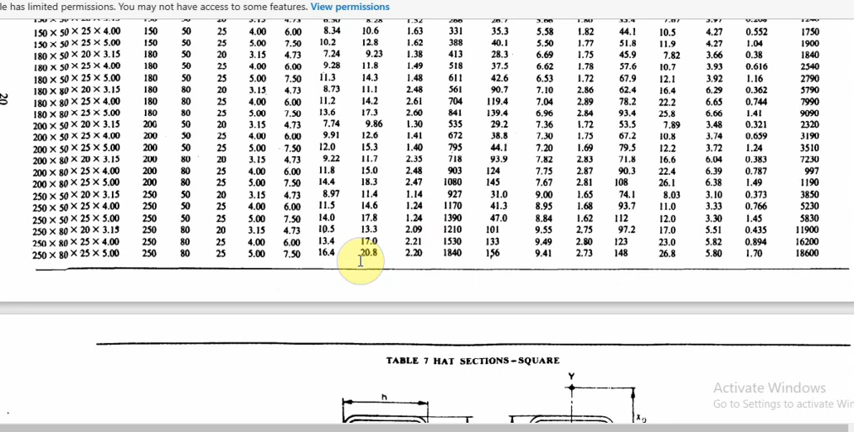 le has limited permissions. You may not have access to some features. View permissions
150 × 50 × 25 × 4.00 150 50 25 4.00 6.00 8.34 10.6 1.63 331 35.3 5.58 1.82 44.1 10.5 4.27 0.552 1750
150 × 50 × 25 × 5.00 150 50 25 5.00 7.50 10.2 12.8 1.62 388 40.1 5.50 1.77 51.8 11.9 4.27 1.04 1900
180 × 50 × 20 × 3.15 180 50 20 3.15 4.73 7.24 9.23 1.38 413 28.3 6.69 1.75 45.9 7.82 3.66 0.38 1840
180 × 50 × 25 × 4.00 180 50 25 4.00 6.00 9.28 11.8 1.49 518 37.5 6.62 1.78 57.6 10.7 3.93 0.616 2540
180 × 50 × 25 × 5.00 180 50 25 5.00 7.50 11.3 14.3 1.48 611 42.6 6.53 1.72 67.9 12.1 3.92 1.16 2790
180 × 80 × 20 × 3.15 180 80 20 3.15 4.73 8.73 11.1 2.48 561 90.7 7.10 2.86 62.4 16.4 6.29 0.362 5790
180 × 80 × 25 × 4.00 180 80 25 4.00 6.00 11.2 14.2 2.61 704 119.4 7.04 2.89 78.2 22.2 6.65 0.744 7990
180 × 80 × 25 × 5.00 180 80 25 5.00 7.50 13.6 17.3 2.60 841 139.4 6.96 2.84 93.4 25.8 6.66 1.41 9090
200 × 50 × 20 × 3.15 200 50 20 3.15 4.73 7.74 9.86 1.30 535 29.2 7.36 1.72 53.5 7.89 3.48 0.321 2320
200 × 50 × 25 × 4.00 200 50 25 4.00 6.00 9.91 12.6 1.41 672 38.8 7.30 1.75 67.2 10.8 3.74 0.659 3190
200 × 50 × 25 × 5.00 200 50 25 5.00 7.50 12.0 15.3 1.40 795 44.1 7.20 1.69 79.5 12.2 3.72 1.24 3510
200 × 80 × 20 × 3.15 200 80 20 3.15 4.73 9.22 11.7 2.35 718 93.9 7.82 2.83 71.8 16.6 6.04 0.383 7230
200 × 80 × 25 × 4.00 200 80 25 4.00 6.00 11.8 15.0 2.48 903 124 7.75 2.87 90.3 22.4 6.39 0.787 997
200 × 80 × 25 × 5.00 200 80 25 5.00 7.50 14.4 18.3 2.47 1080 145 7.67 2.81 108 26.1 6.38 1.49 1190
250 × 50 × 20 × 3.15 250 50 20 3.15 4.73 8.97 11.4 1.14 927 31.0 9.00 1.65 74.1 8.03 3.10 0.373 3850
250 × 50 × 25 × 4.00 250 50 25 4.00 6.00 11.5 14.6 1.24 1170 41.3 8.95 1.68 93.7 11.0 3.33 0.766 5230
250 × 50 × 25 × 5.00 250 50 25 5.00 7.50 14.0 17.8 1.24 1390 47.0 8.84 1.62 112 12.0 3.30 1.45 5830
250 × 80 × 20 × 3.15 250 80 20 3.15 4.73 10.5 13.3 2.09 1210 101 9.55 2.75 97.2 17.0 5.51 0.435 11900
250 × 80 × 25 × 4.00 250 80 25 4.00 6.00 13.4 17.0 2.21 1530 133 9.49 2.80 123 23.0 5.82 0.894 16200
250 × 80 × 25 × 5.00 250 80 25 5.00 7.50 16.4 20.8 2.20 1840 156 9.41 2.73 148 26.8 5.80 1.70 18600
20
TABLE 7 HAT SECTIONS – SQUARE
Y
h
x₀
Activate Windows
Go to Settings to activate Win